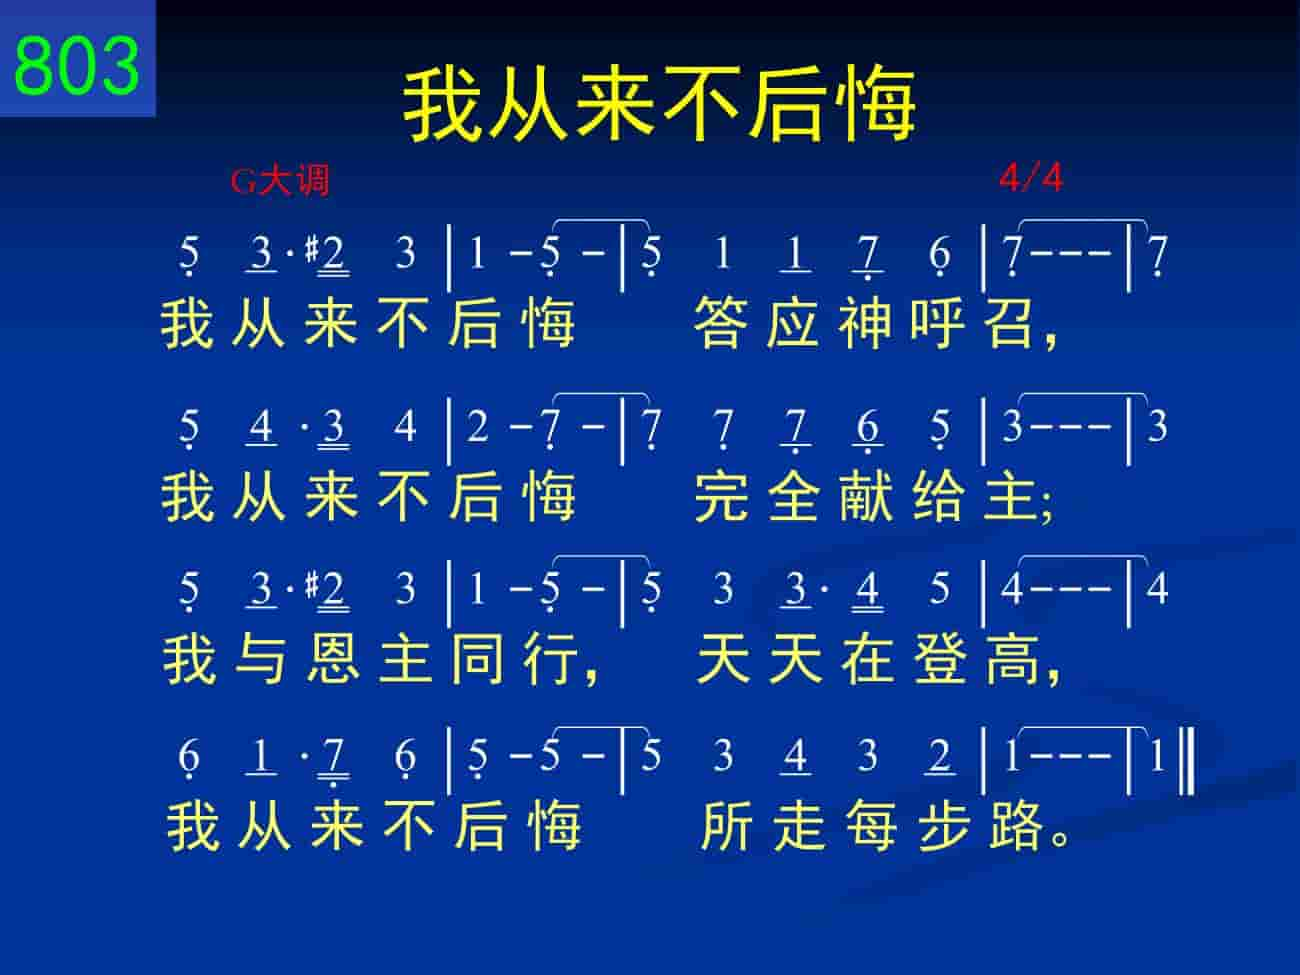 803
我从来不后悔
G大调 4/4
5̣ 3·#2 3 | 1 -5̣ - | 5̣ 1 1 7̣ 6̣ | 7̣--- | 7̣
我从来不后悔 答应神呼召，
5̣ 4·3 4 | 2 -7̣ - | 7̣ 7̣ 7̣ 6̣ 5̣ | 3--- | 3
我从来不后悔 完全献给主;
5̣ 3·#2 3 | 1 -5̣ - | 5̣ 3 3·4 5 | 4--- | 4
我与恩主同行， 天天在登高，
6̣ 1·7̣ 6̣ | 5̣ -5 - | 5 3 4 3 2 | 1--- | 1 ‖
我从来不后悔 所走每步路。